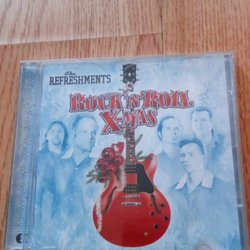 The
REFRESHMENTS
ROCK'N'ROLL
X-MAS